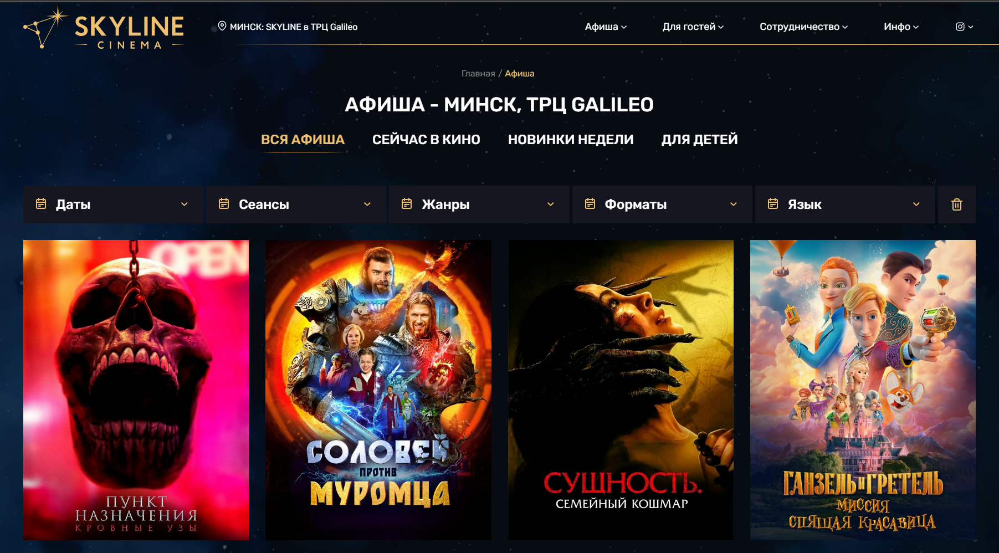 SKYLINE
CINEMA
МИНСК: SKYLINE в ТРЦ Galileo
Афиша
Для гостей
Сотрудничество
Инфо
Главная / Афиша
АФИША - МИНСК, ТРЦ GALILEO
ВСЯ АФИША
СЕЙЧАС В КИНО
НОВИНКИ НЕДЕЛИ
ДЛЯ ДЕТЕЙ
Даты
Сеансы
Жанры
Форматы
Язык
OPEN
ПУНКТ
НАЗНАЧЕНИЯ
КРОВНЫЕ УЗЫ
СОЛОВЕЙ
ПРОТИВ
МУРОМЦА
СУЩНОСТЬ.
СЕМЕЙНЫЙ КОШМАР
ГАНЗЕЛЬ И ГРЕТЕЛЬ
МИССИЯ
СПЯЩАЯ КРАСАВИЦА